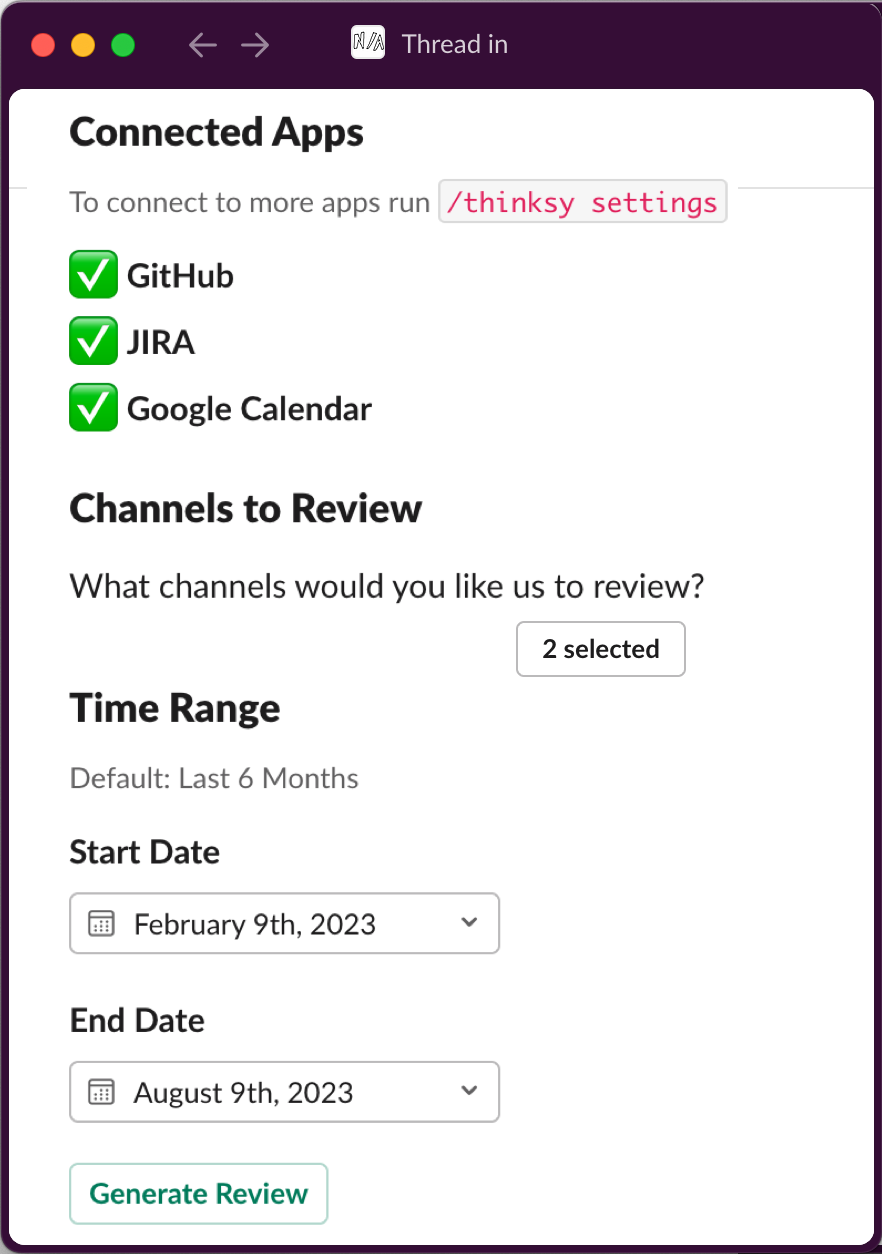 N/A Thread in
Connected Apps
To connect to more apps run /thinksy settings
GitHub
JIRA
Google Calendar
Channels to Review
What channels would you like us to review?
2 selected
Time Range
Default: Last 6 Months
Start Date
February 9th, 2023
End Date
August 9th, 2023
Generate Review